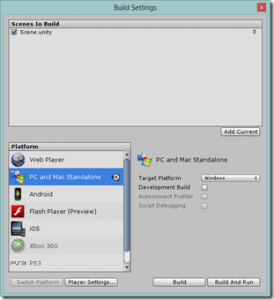 Build Settings
Scenes In Build
Scene.unity
0
Add Current
Platform
Web Player
PC and Mac Standalone
Android
Flash Player (Preview)
iOS
Xbox 360
PS3
PS3
PC and Mac Standalone
Target Platform
Windows
Development Build
Autoconnect Profiler
Script Debugging
Switch Platform
Player Settings...
Build
Build And Run